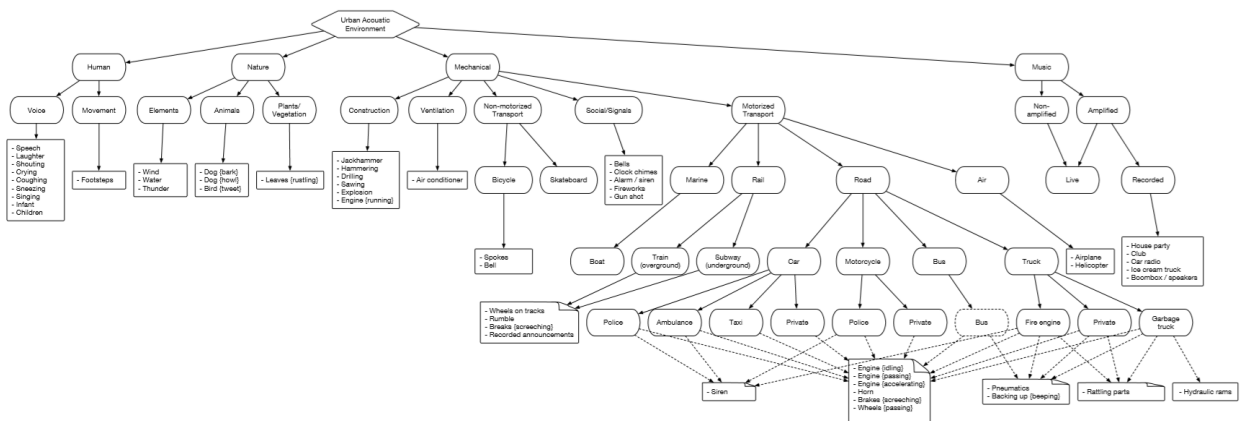 Urban Acoustic
Environment
Human
Nature
Mechanical
Music
Voice
Movement
Elements
Animals
Plants/
Vegetation
Construction
Ventilation
Non-motorized
Transport
Social/Signals
Motorized
Transport
Non-
amplified
Amplified
- Speech
- Laughter
- Shouting
- Crying
- Coughing
- Sneezing
- Singing
- Infant
- Children
- Footsteps
- Wind
- Water
- Thunder
- Dog {bark}
- Dog {howl}
- Bird {tweet}
- Leaves {rustling}
- Jackhammer
- Hammering
- Drilling
- Sawing
- Explosion
- Engine {running}
- Air conditioner
Bicycle
Skateboard
- Bells
- Clock chimes
- Alarm / siren
- Fireworks
- Gun shot
Marine
Rail
Road
Air
Live
Recorded
- Spokes
- Bell
Boat
Train
(overground)
Subway
(underground)
Car
Motorcycle
Bus
Truck
- Airplane
- Helicopter
- House party
- Club
- Car radio
- Ice cream truck
- Boombox / speakers
- Wheels on tracks
- Rumble
- Breaks {screeching}
- Recorded announcements
Police
Ambulance
Taxi
Private
Police
Private
Bus
Fire engine
Private
Garbage
truck
- Siren
- Engine {idling}
- Engine {passing}
- Engine {accelerating}
- Horn
- Brakes {screeching}
- Wheels {passing}
- Pneumatics
- Backing up {beeping}
- Rattling parts
- Hydraulic rams